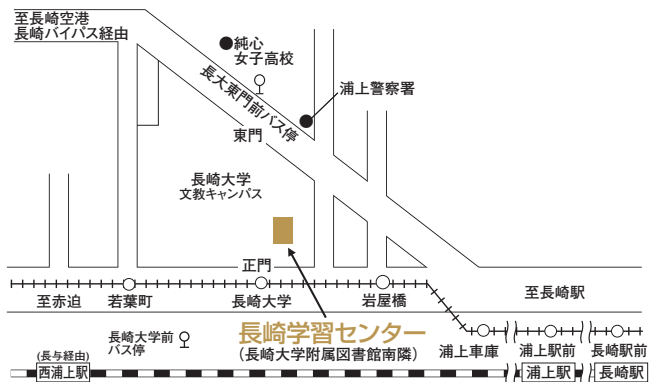 至長崎空港
長崎バイパス経由
純心
女子高校
長大東門前バス停
浦上警察署
東門
長崎大学
文教キャンパス
正門
至赤迫
若葉町
長崎大学
岩屋橋
至長崎駅
長崎大学前
バス停
長崎学習センター
(長崎大学附属図書館南隣)
浦上車庫
浦上駅前
長崎駅前
(長与経由)
西浦上駅
浦上駅
長崎駅